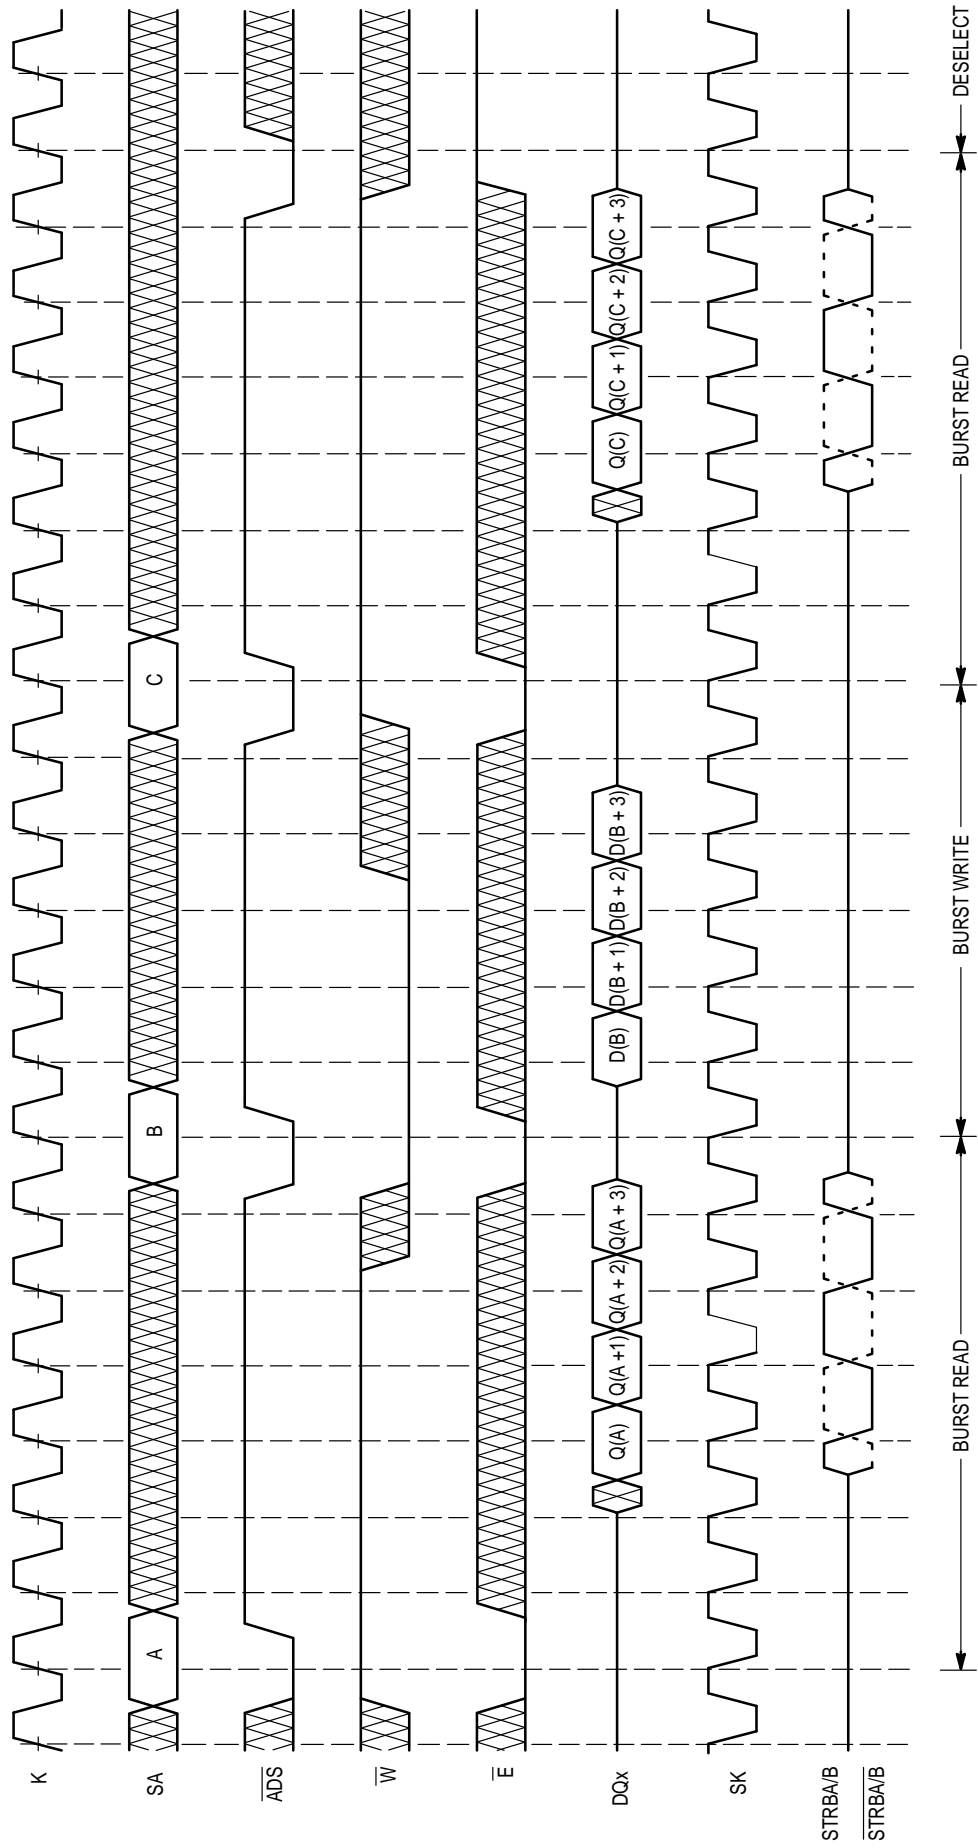 K
SA
A
B
C
ADS
W
E
DQx
Q(A)
Q(A +1)
Q(A + 2)
Q(A + 3)
D(B)
D(B + 1)
D(B + 2)
D(B + 3)
Q(C)
Q(C + 1)
Q(C + 2)
Q(C + 3)
SK
STRBA/B
STRBA/B
BURST READ
BURST WRITE
BURST READ
DESELECT